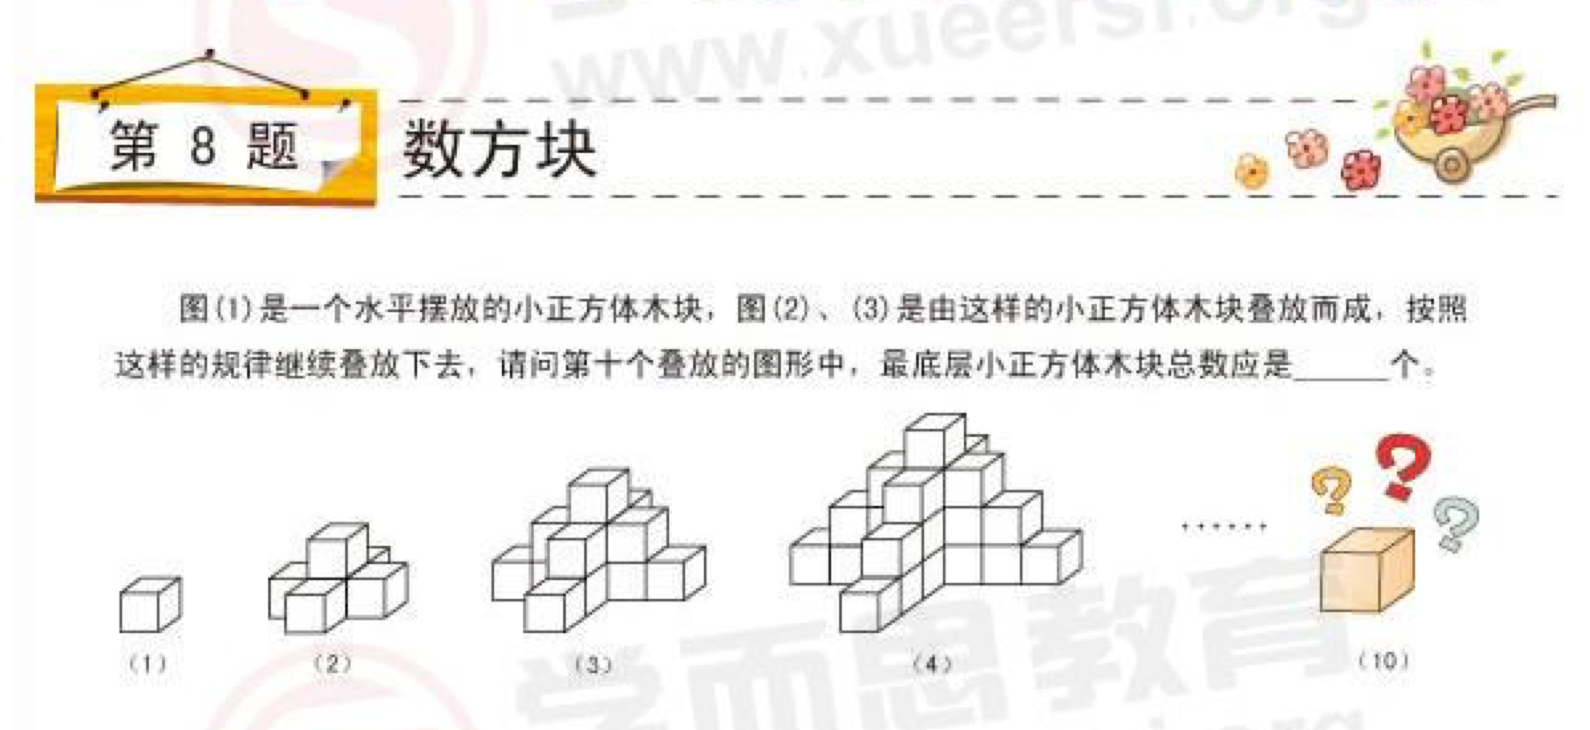 www.xueersi.org
第 8 题 数方块
图(1)是一个水平摆放的小正方体木块，图(2)、(3)是由这样的小正方体木块叠放而成，按照
这样的规律继续叠放下去，请问第十个叠放的图形中，最底层小正方体木块总数应是______个。
......
(1) (2) (3) (4) (10)
学而思教育